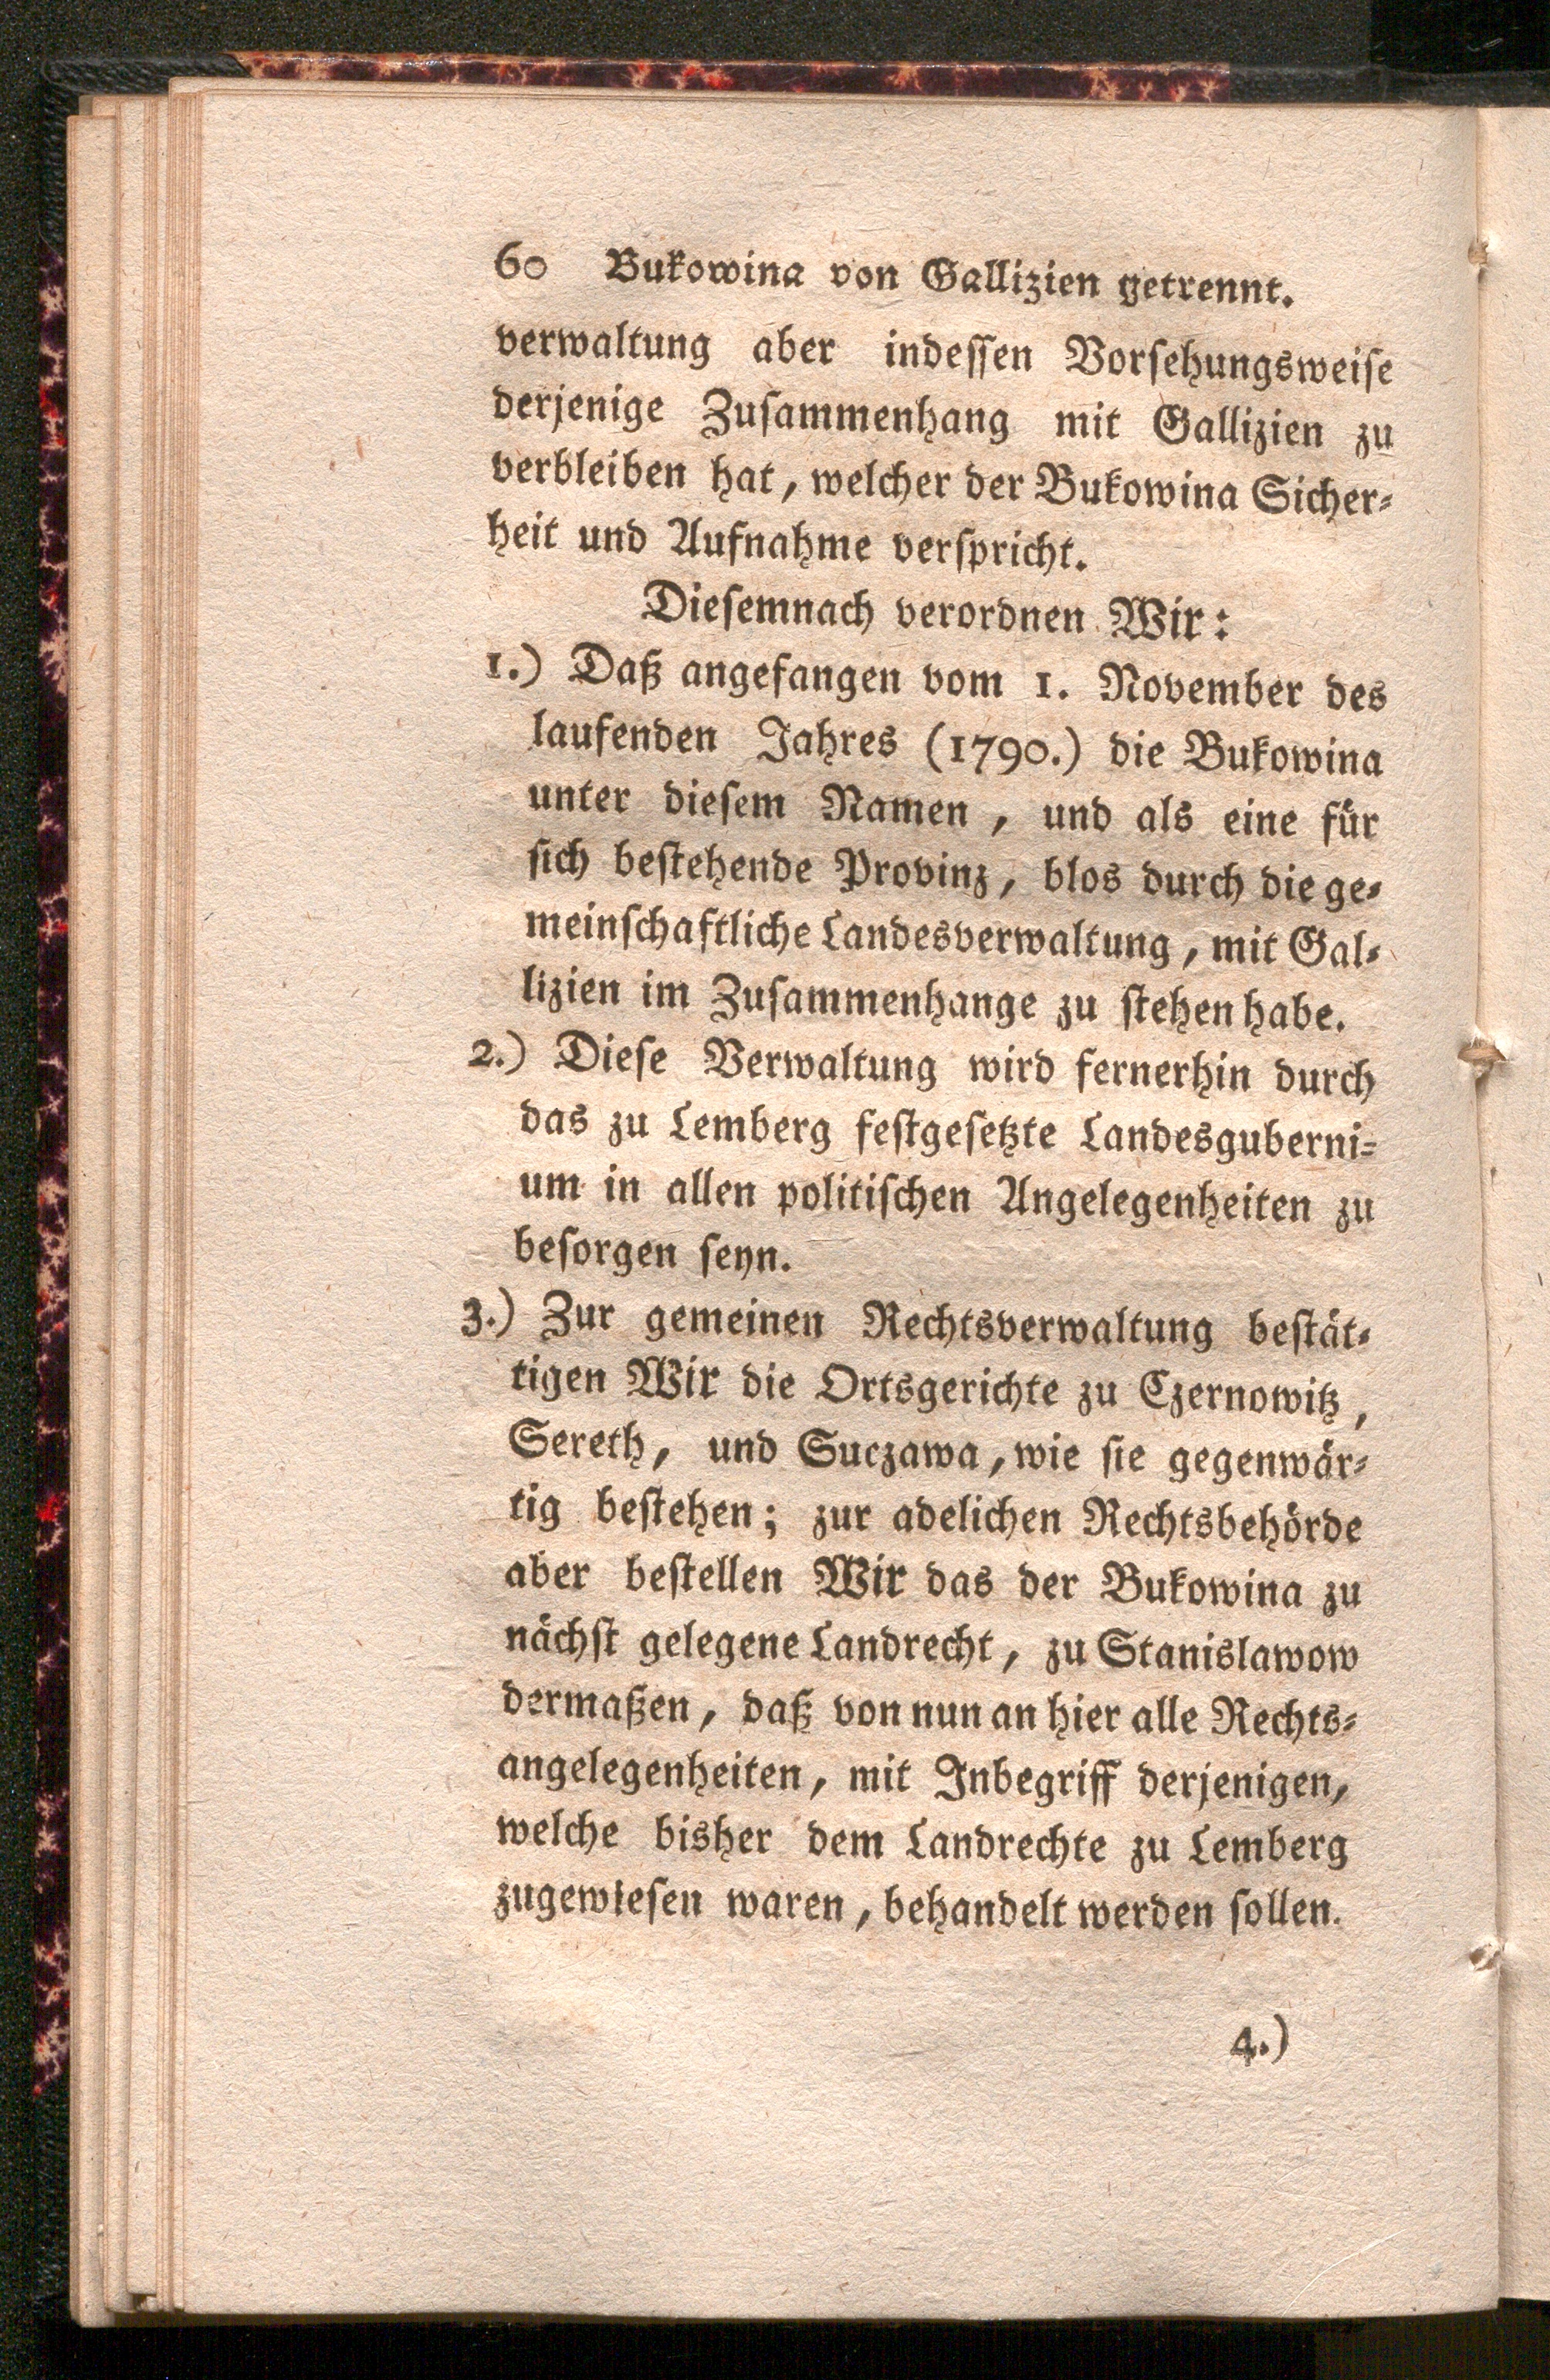 60 Bukowina von Gallizien getrennt.
verwaltung aber indessen Vorsehungsweise
derjenige Zusammenhang mit Gallizien zu
verbleiben hat, welcher der Bukowina Sicher-
heit und Aufnahme verspricht.
Diesemnach verordnen Wir:
1.) Daß angefangen vom 1. November des
laufenden Jahres (1790.) die Bukowina
unter diesem Namen, und als eine für
sich bestehende Provinz, blos durch die ge-
meinschaftliche Landesverwaltung, mit Gal-
lizien im Zusammenhange zu stehen habe.
2.) Diese Verwaltung wird fernerhin durch
das zu Lemberg festgesetzte Landesguberni-
um in allen politischen Angelegenheiten zu
besorgen seyn.
3.) Zur gemeinen Rechtsverwaltung bestät-
tigen Wir die Ortsgerichte zu Czernowitz,
Sereth, und Suczawa, wie sie gegenwär-
tig bestehen; zur adelichen Rechtsbehörde
aber bestellen Wir das der Bukowina zu
nächst gelegene Landrecht, zu Stanislawow
dermaßen, daß von nun an hier alle Rechts-
angelegenheiten, mit Inbegriff derjenigen,
welche bisher dem Landrechte zu Lemberg
zugewiesen waren, behandelt werden sollen.
4.)